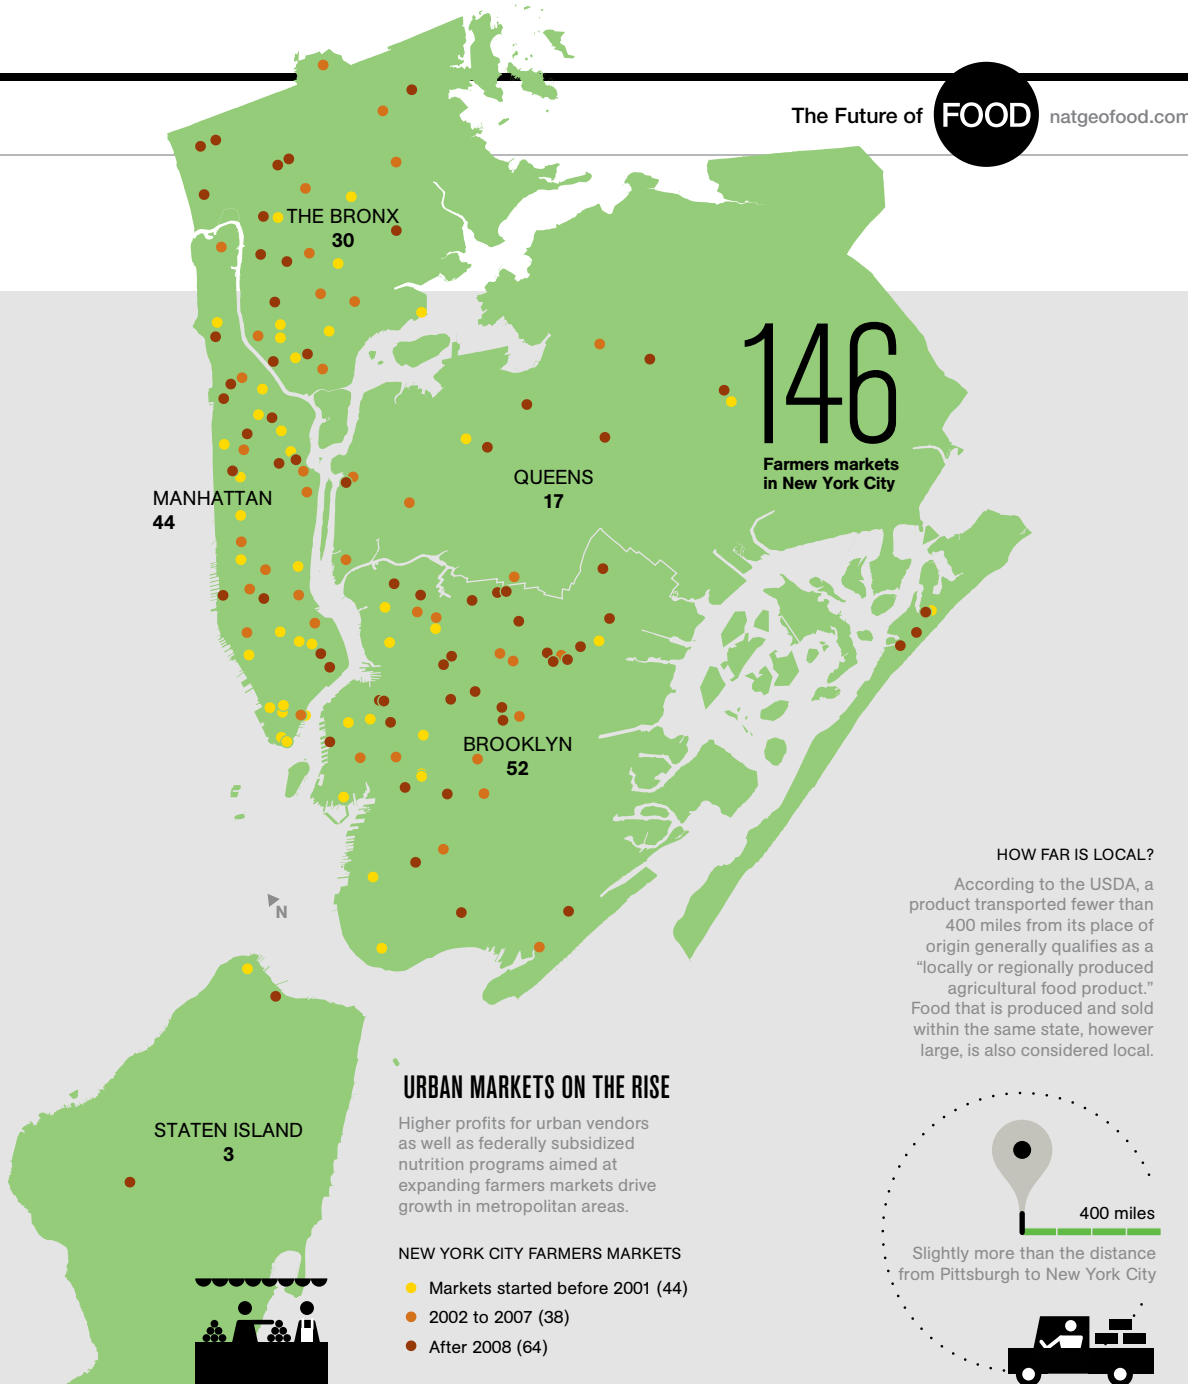 The Future of FOOD natgeofood.com
THE BRONX
30
146
Farmers markets
in New York City
QUEENS
17
MANHATTAN
44
BROOKLYN
52
N
STATEN ISLAND
3
HOW FAR IS LOCAL?
According to the USDA, a
product transported fewer than
400 miles from its place of
origin generally qualifies as a
“locally or regionally produced
agricultural food product.”
Food that is produced and sold
within the same state, however
large, is also considered local.
URBAN MARKETS ON THE RISE
Higher profits for urban vendors
as well as federally subsidized
nutrition programs aimed at
expanding farmers markets drive
growth in metropolitan areas.
NEW YORK CITY FARMERS MARKETS
Markets started before 2001 (44)
2002 to 2007 (38)
After 2008 (64)
400 miles
Slightly more than the distance
from Pittsburgh to New York City